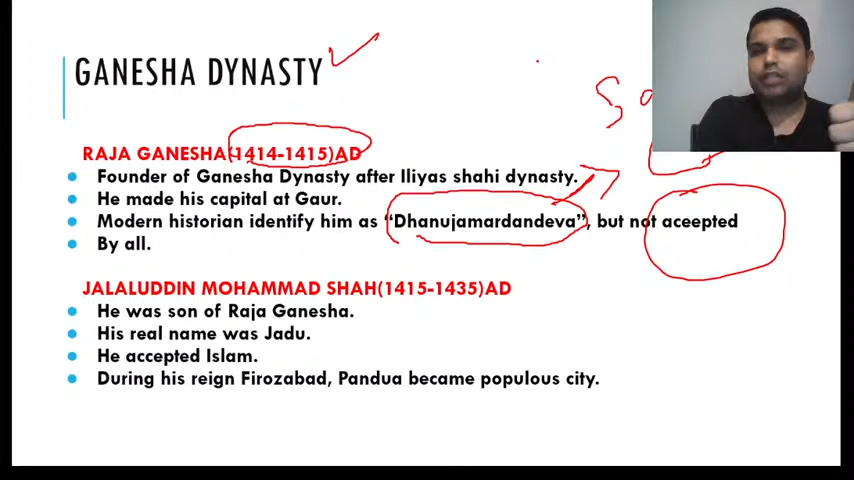 GANESHA DYNASTY
RAJA GANESHA(1414-1415)AD
Founder of Ganesha Dynasty after Iliyas shahi dynasty.
He made his capital at Gaur.
Modern historian identify him as “Dhanujamardandeva”, but not aceepted
By all.
JALALUDDIN MOHAMMAD SHAH(1415-1435)AD
He was son of Raja Ganesha.
His real name was Jadu.
He accepted Islam.
During his reign Firozabad, Pandua became populous city.